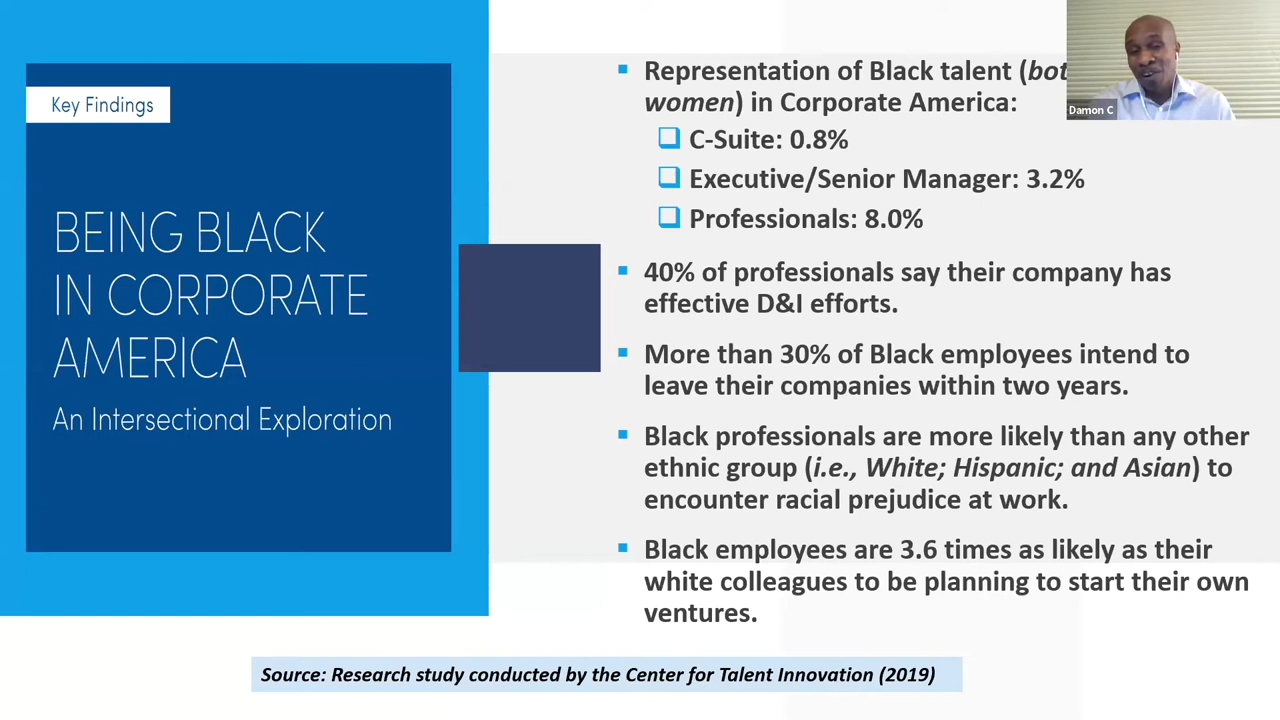 Key Findings
BEING BLACK
IN CORPORATE
AMERICA
An Intersectional Exploration
Representation of Black talent (
women) in Corporate America:
C-Suite: 0.8%
Executive/Senior Manager: 3.2%
Professionals: 8.0%
40% of professionals say their company has
effective D&I efforts.
More than 30% of Black employees intend to
leave their companies within two years.
Black professionals are more likely than any other
ethnic group (i.e., White; Hispanic; and Asian) to
encounter racial prejudice at work.
Black employees are 3.6 times as likely as their
white colleagues to be planning to start their own
ventures.
Source: Research study conducted by the Center for Talent Innovation (2019)
Damon C